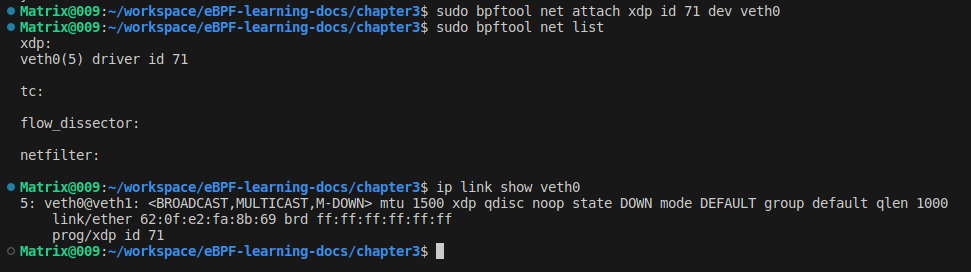 Matrix@009:~/workspace/eBPF-learning-docs/chapter3$ sudo bpftool net attach xdp id 71 dev veth0
Matrix@009:~/workspace/eBPF-learning-docs/chapter3$ sudo bpftool net list
xdp:
veth0(5) driver id 71
tc:
flow_dissector:
netfilter:
Matrix@009:~/workspace/eBPF-learning-docs/chapter3$ ip link show veth0
5: veth0@veth1: <BROADCAST,MULTICAST,M-DOWN> mtu 1500 xdp qdisc noop state DOWN mode DEFAULT group default qlen 1000
    link/ether 62:0f:e2:fa:8b:69 brd ff:ff:ff:ff:ff:ff
    prog/xdp id 71
Matrix@009:~/workspace/eBPF-learning-docs/chapter3$